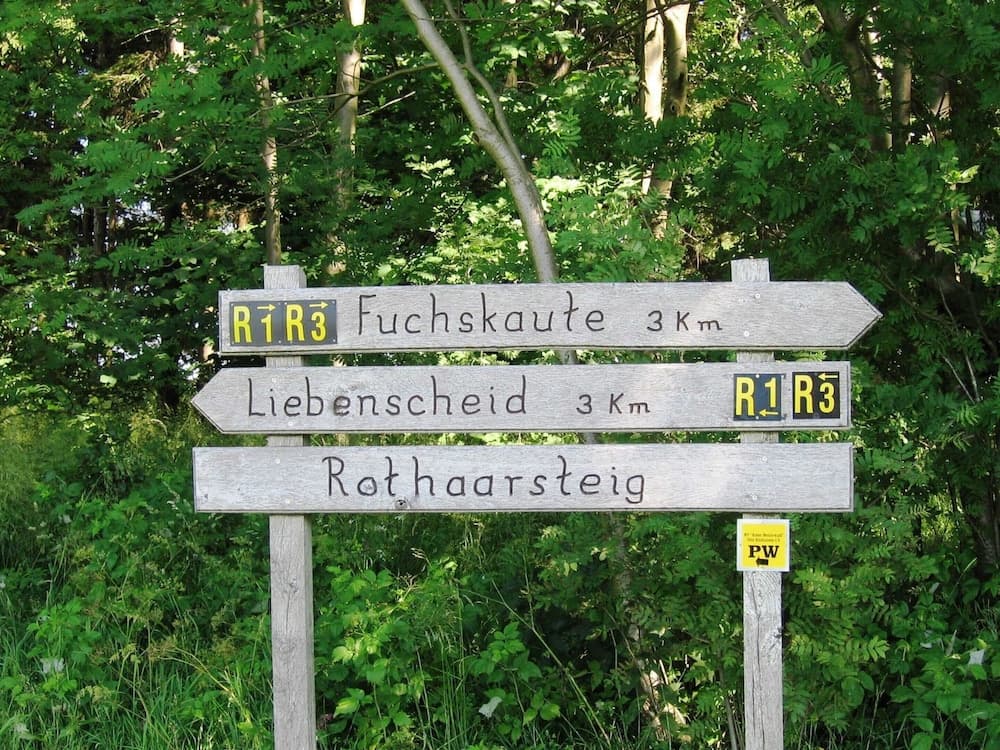 R1 R3 Fuchskaute 3 Km
Liebenscheid 3 Km R1 R3
Rothaarsteig
PW